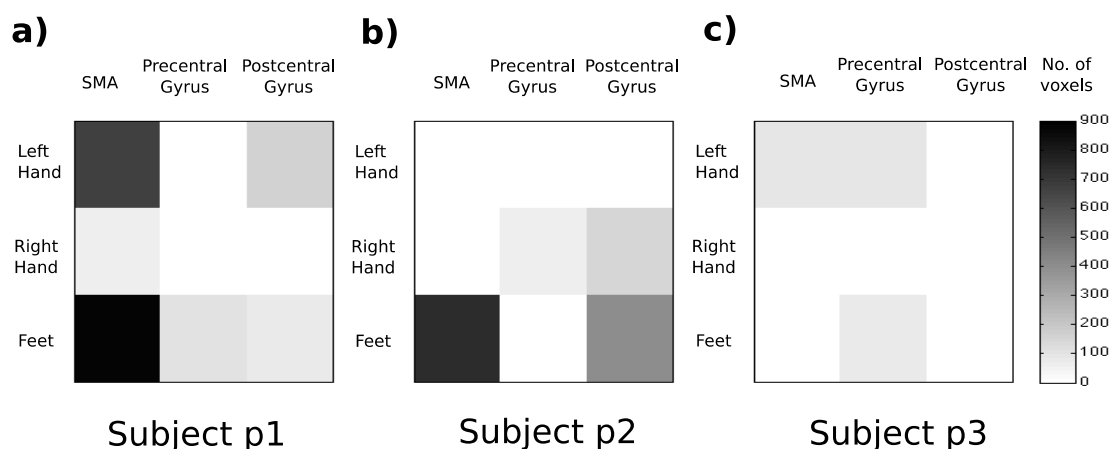 a)
SMA
Precentral
Gyrus
Postcentral
Gyrus
Left
Hand
Right
Hand
Feet
Subject p1
b)
SMA
Precentral
Gyrus
Postcentral
Gyrus
Left
Hand
Right
Hand
Feet
Subject p2
c)
SMA
Precentral
Gyrus
Postcentral
Gyrus
Left
Hand
Right
Hand
Feet
Subject p3
No. of
voxels
900
800
700
600
500
400
300
200
100
0